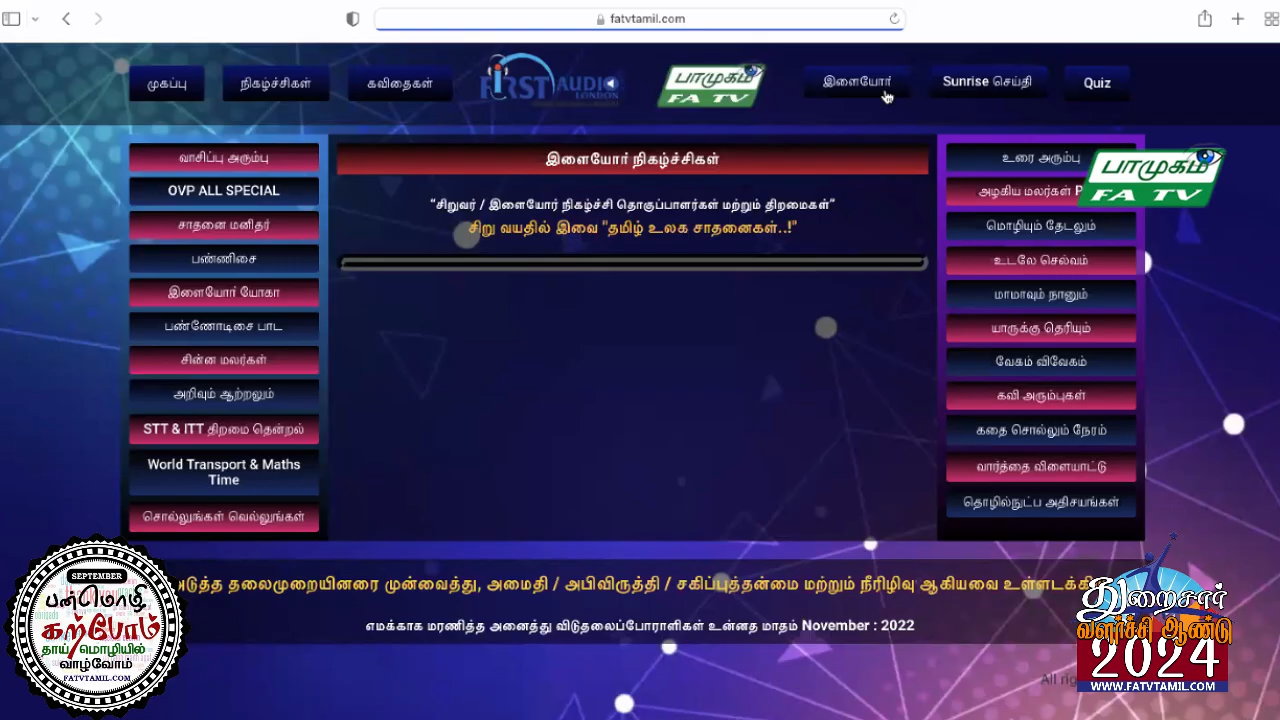 fatvtamil.com
முகப்பு
நிகழ்ச்சிகள்
கவிதைகள்
FIRST AUDIO
LONDON
பாமுகம்
FA TV
இளையோர்
Sunrise செய்தி
Quiz
வாசிப்பு அரும்பு
OVP ALL SPECIAL
சாதனை மனிதர்
பண்ணிசை
இளையோர் யோகா
பண்ணோடிசை பாட
சின்ன மலர்கள்
அறிவும் ஆற்றலும்
STT & ITT திறமை தென்றல்
World Transport & Maths
Time
சொல்லுங்கள் வெல்லுங்கள்
இளையோர் நிகழ்ச்சிகள்
“சிறுவர் / இளையோர் நிகழ்ச்சி தொகுப்பாளர்கள் மற்றும் திறமைகள்”
சிறு வயதில் இவை "தமிழ் உலக சாதனைகள்..!"
உரை அரும்பு
அழகிய மலர்கள்
பாமுகம்
FA TV
மொழியும் தேடலும்
உடலே செல்வம்
மாமாவும் நானும்
யாருக்கு தெரியும்
வேகம் விவேகம்
கவி அரும்புகள்
கதை சொல்லும் நேரம்
வார்த்தை விளையாட்டு
தொழில்நுட்ப அதிசயங்கள்
தலைமுறையினரை முன்வைத்து, அமைதி / அபிவிருத்தி / சகிப்புத்தன்மை மற்றும் நீரிழிவு ஆகியவை
எமக்காக மரணித்த அனைத்து விடுதலைப்போராளிகள் உன்னத மாதம் November : 2022
SEPTEMBER
பன்மொழி
கற்போம்
தாய்மொழியில்
வாழ்வோம்
FATVTAMIL.COM
துறைசார்
வளர்ச்சி ஆண்டு
2024
WWW.FATVTAMIL.COM